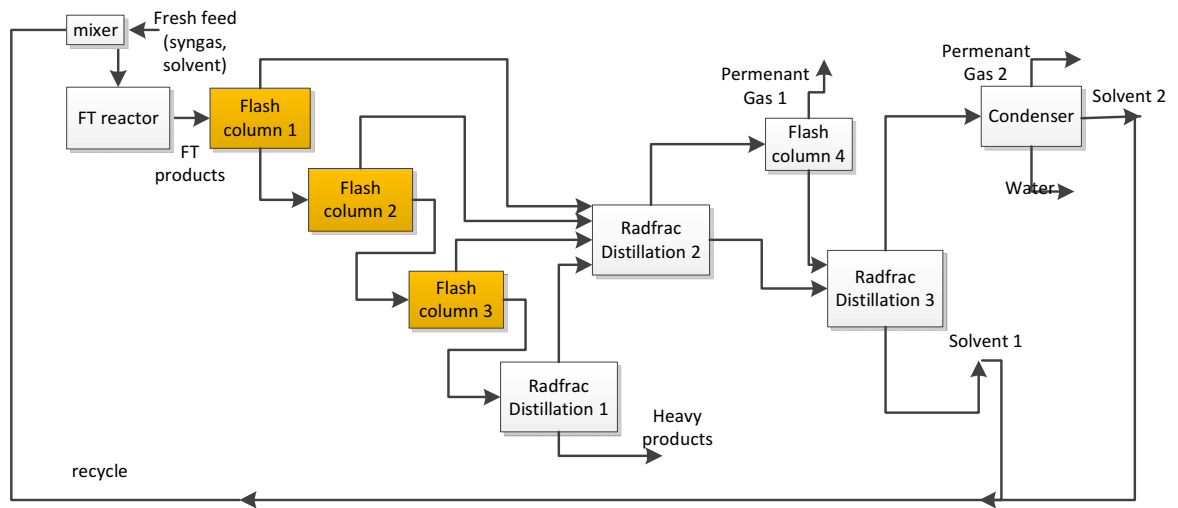 mixer
Fresh feed
(syngas,
solvent)
FT reactor
FT
products
Flash
column 1
Flash
column 2
Flash
column 3
Radfrac
Distillation 1
Heavy
products
Radfrac
Distillation 2
Permenant
Gas 1
Flash
column 4
Radfrac
Distillation 3
Permenant
Gas 2
Condenser
Solvent 2
Water
Solvent 1
recycle